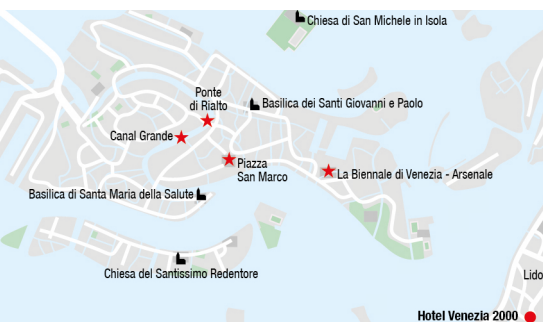 Chiesa di San Michele in Isola
Ponte
di Rialto
Basilica dei Santi Giovanni e Paolo
Canal Grande
Piazza
San Marco
La Biennale di Venezia - Arsenale
Basilica di Santa Maria della Salute
Chiesa del Santissimo Redentore
Lido
Hotel Venezia 2000